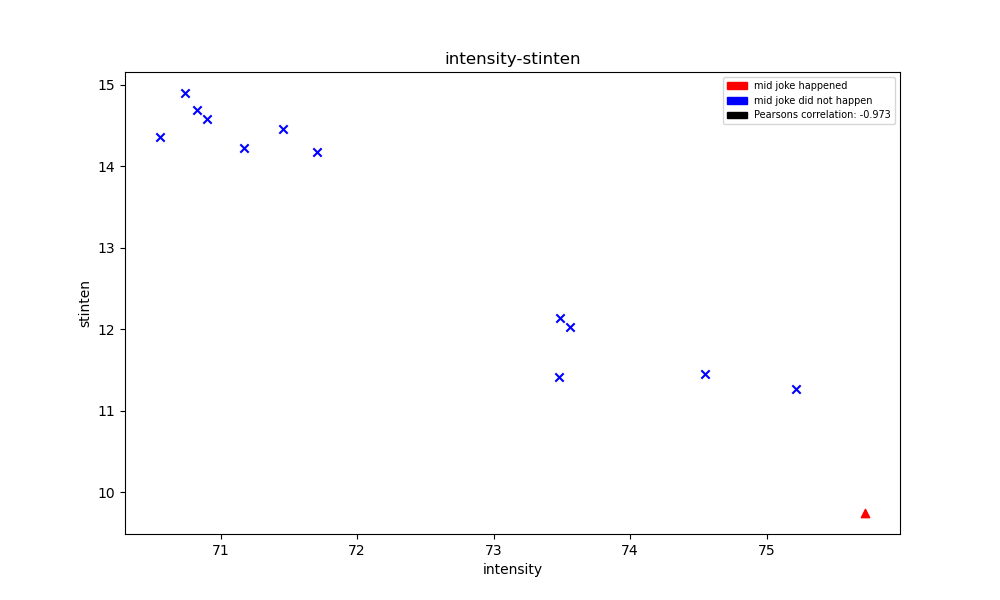 intensity-stinten
mid joke happened
mid joke did not happen
Pearsons correlation: -0.973
15
14
13
12
11
10
stinten
71
72
73
74
75
intensity